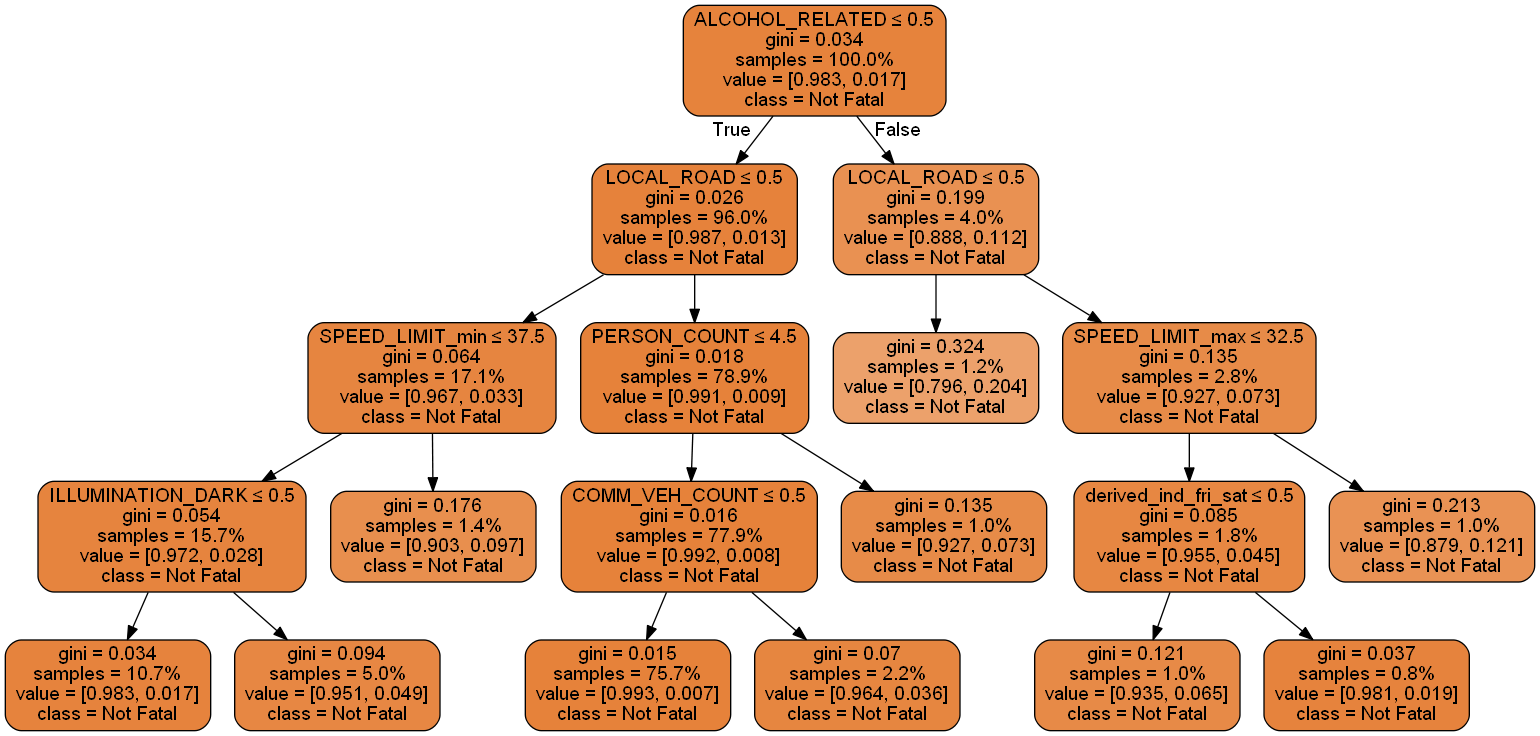 ALCOHOL_RELATED ≤ 0.5
gini = 0.034
samples = 100.0%
value = [0.983, 0.017]
class = Not Fatal
True
False
LOCAL_ROAD ≤ 0.5
gini = 0.026
samples = 96.0%
value = [0.987, 0.013]
class = Not Fatal
LOCAL_ROAD ≤ 0.5
gini = 0.199
samples = 4.0%
value = [0.888, 0.112]
class = Not Fatal
SPEED_LIMIT_min ≤ 37.5
gini = 0.064
samples = 17.1%
value = [0.967, 0.033]
class = Not Fatal
PERSON_COUNT ≤ 4.5
gini = 0.018
samples = 78.9%
value = [0.991, 0.009]
class = Not Fatal
gini = 0.324
samples = 1.2%
value = [0.796, 0.204]
class = Not Fatal
SPEED_LIMIT_max ≤ 32.5
gini = 0.135
samples = 2.8%
value = [0.927, 0.073]
class = Not Fatal
ILLUMINATION_DARK ≤ 0.5
gini = 0.054
samples = 15.7%
value = [0.972, 0.028]
class = Not Fatal
gini = 0.176
samples = 1.4%
value = [0.903, 0.097]
class = Not Fatal
COMM_VEH_COUNT ≤ 0.5
gini = 0.016
samples = 77.9%
value = [0.992, 0.008]
class = Not Fatal
gini = 0.135
samples = 1.0%
value = [0.927, 0.073]
class = Not Fatal
derived_ind_fri_sat ≤ 0.5
gini = 0.085
samples = 1.8%
value = [0.955, 0.045]
class = Not Fatal
gini = 0.213
samples = 1.0%
value = [0.879, 0.121]
class = Not Fatal
gini = 0.034
samples = 10.7%
value = [0.983, 0.017]
class = Not Fatal
gini = 0.094
samples = 5.0%
value = [0.951, 0.049]
class = Not Fatal
gini = 0.015
samples = 75.7%
value = [0.993, 0.007]
class = Not Fatal
gini = 0.07
samples = 2.2%
value = [0.964, 0.036]
class = Not Fatal
gini = 0.121
samples = 1.0%
value = [0.935, 0.065]
class = Not Fatal
gini = 0.037
samples = 0.8%
value = [0.981, 0.019]
class = Not Fatal